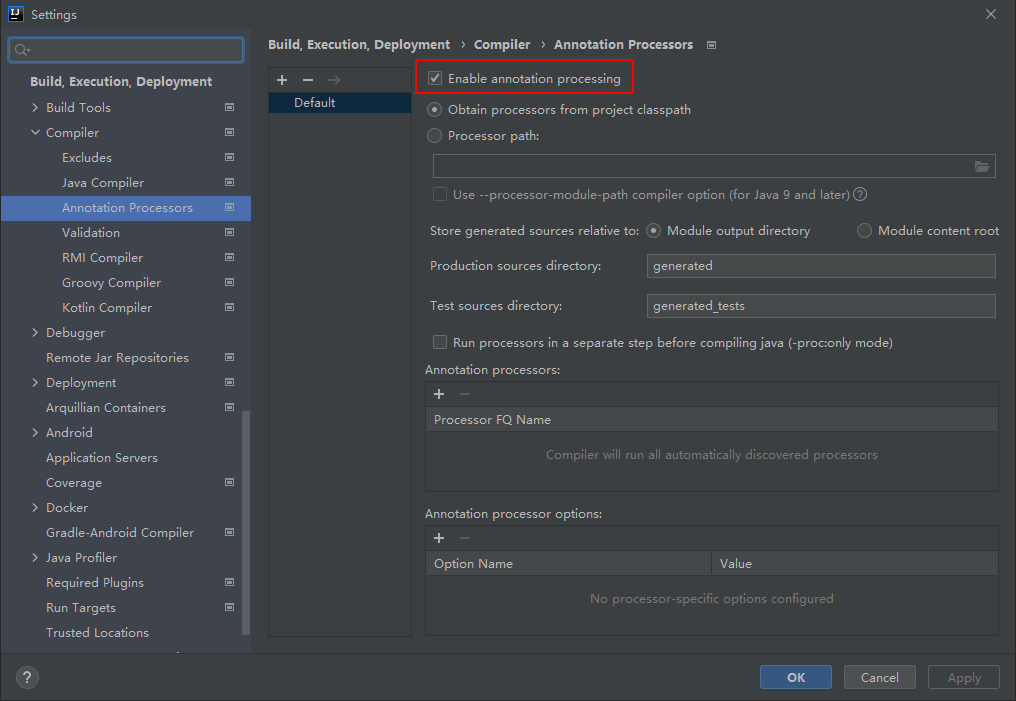 Settings
Build, Execution, Deployment › Compiler › Annotation Processors
Build, Execution, Deployment
Build Tools
Compiler
Excludes
Java Compiler
Annotation Processors
Validation
RMI Compiler
Groovy Compiler
Kotlin Compiler
Debugger
Remote Jar Repositories
Deployment
Arquillian Containers
Android
Application Servers
Coverage
Docker
Gradle-Android Compiler
Java Profiler
Required Plugins
Run Targets
Trusted Locations
Default
Enable annotation processing
Obtain processors from project classpath
Processor path:
Use --processor-module-path compiler option (for Java 9 and later) ?
Store generated sources relative to: Module output directory Module content root
Production sources directory: generated
Test sources directory: generated_tests
Run processors in a separate step before compiling java (-proc:only mode)
Annotation processors:
Processor FQ Name
Compiler will run all automatically discovered processors
Annotation processor options:
Option Name Value
No processor-specific options configured
? OK Cancel Apply